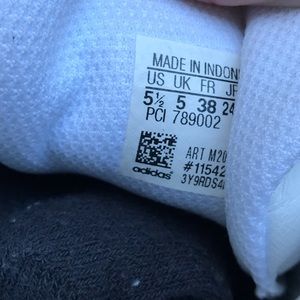 MADE IN INDON
US UK FR JP
5½ 5 38 24
PCI 789002
ART M20
#11542
3Y9RDS4
adidas